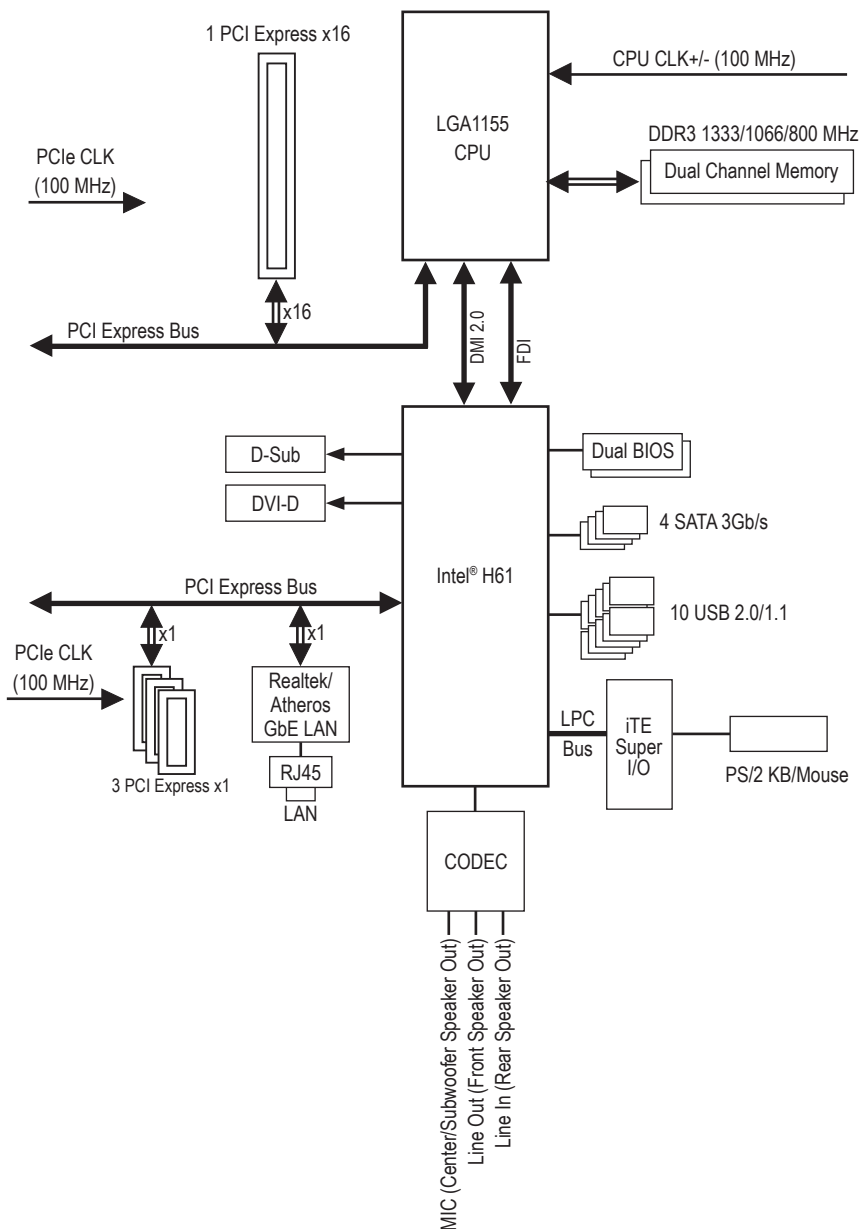 1 PCI Express x16
CPU CLK+/- (100 MHz)
LGA1155
CPU
DDR3 1333/1066/800 MHz
Dual Channel Memory
PCIe CLK
(100 MHz)
x16
PCI Express Bus
DMI 2.0
FDI
D-Sub
Dual BIOS
DVI-D
4 SATA 3Gb/s
Intel® H61
PCI Express Bus
10 USB 2.0/1.1
x1
x1
PCIe CLK
(100 MHz)
Realtek/
Atheros
GbE LAN
LPC
Bus
iTE
Super
I/O
RJ45
PS/2 KB/Mouse
3 PCI Express x1
LAN
CODEC
MIC (Center/Subwoofer Speaker Out)
Line Out (Front Speaker Out)
Line In (Rear Speaker Out)